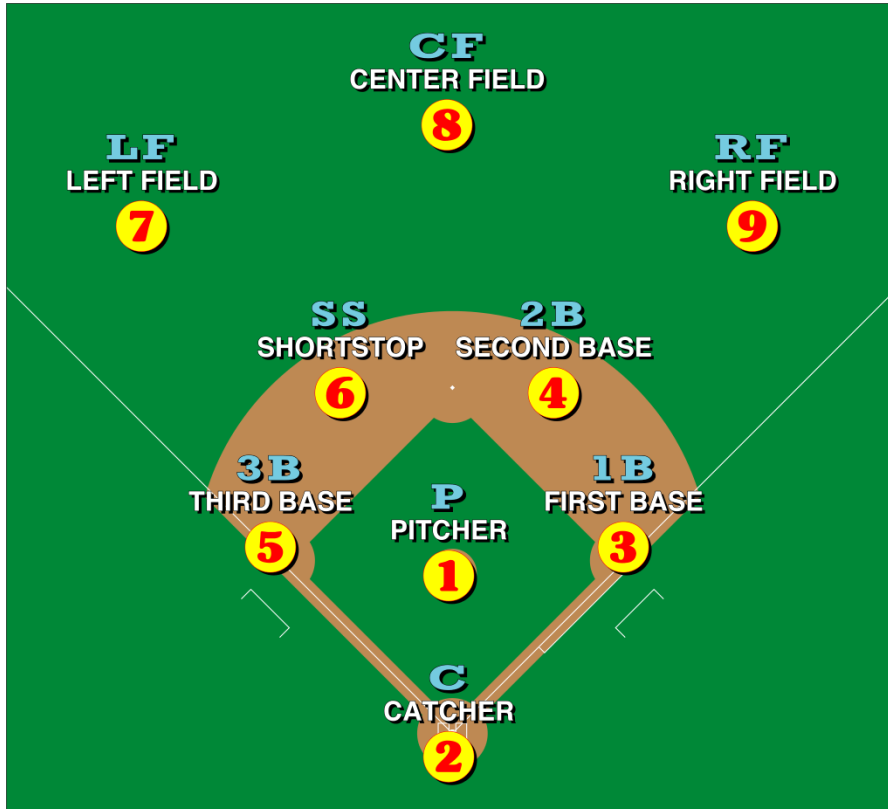 CF
CENTER FIELD
8
LF
LEFT FIELD
7
RF
RIGHT FIELD
9
SS
SHORTSTOP
6
2B
SECOND BASE
4
3B
THIRD BASE
5
P
PITCHER
1
1B
FIRST BASE
3
C
CATCHER
2